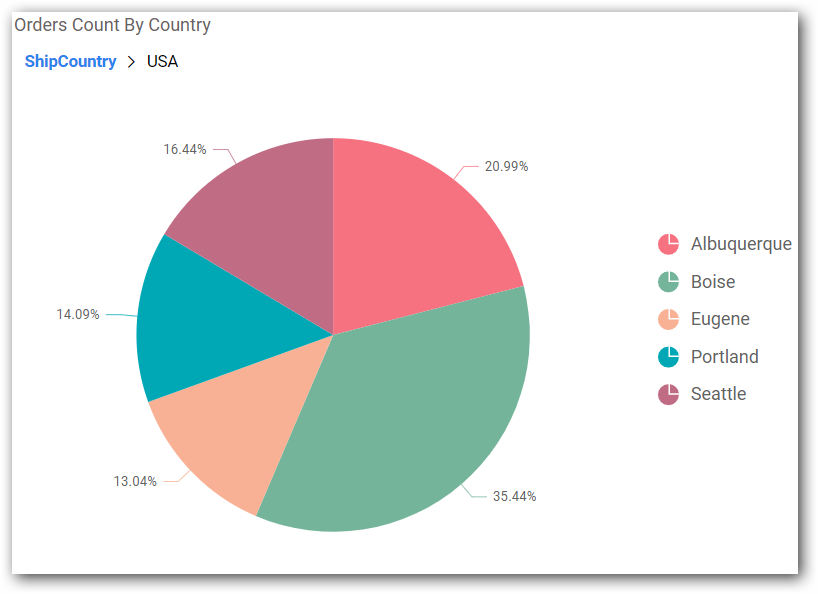 Orders Count By Country
ShipCountry > USA
16.44%
20.99%
14.09%
13.04%
35.44%
Albuquerque
Boise
Eugene
Portland
Seattle